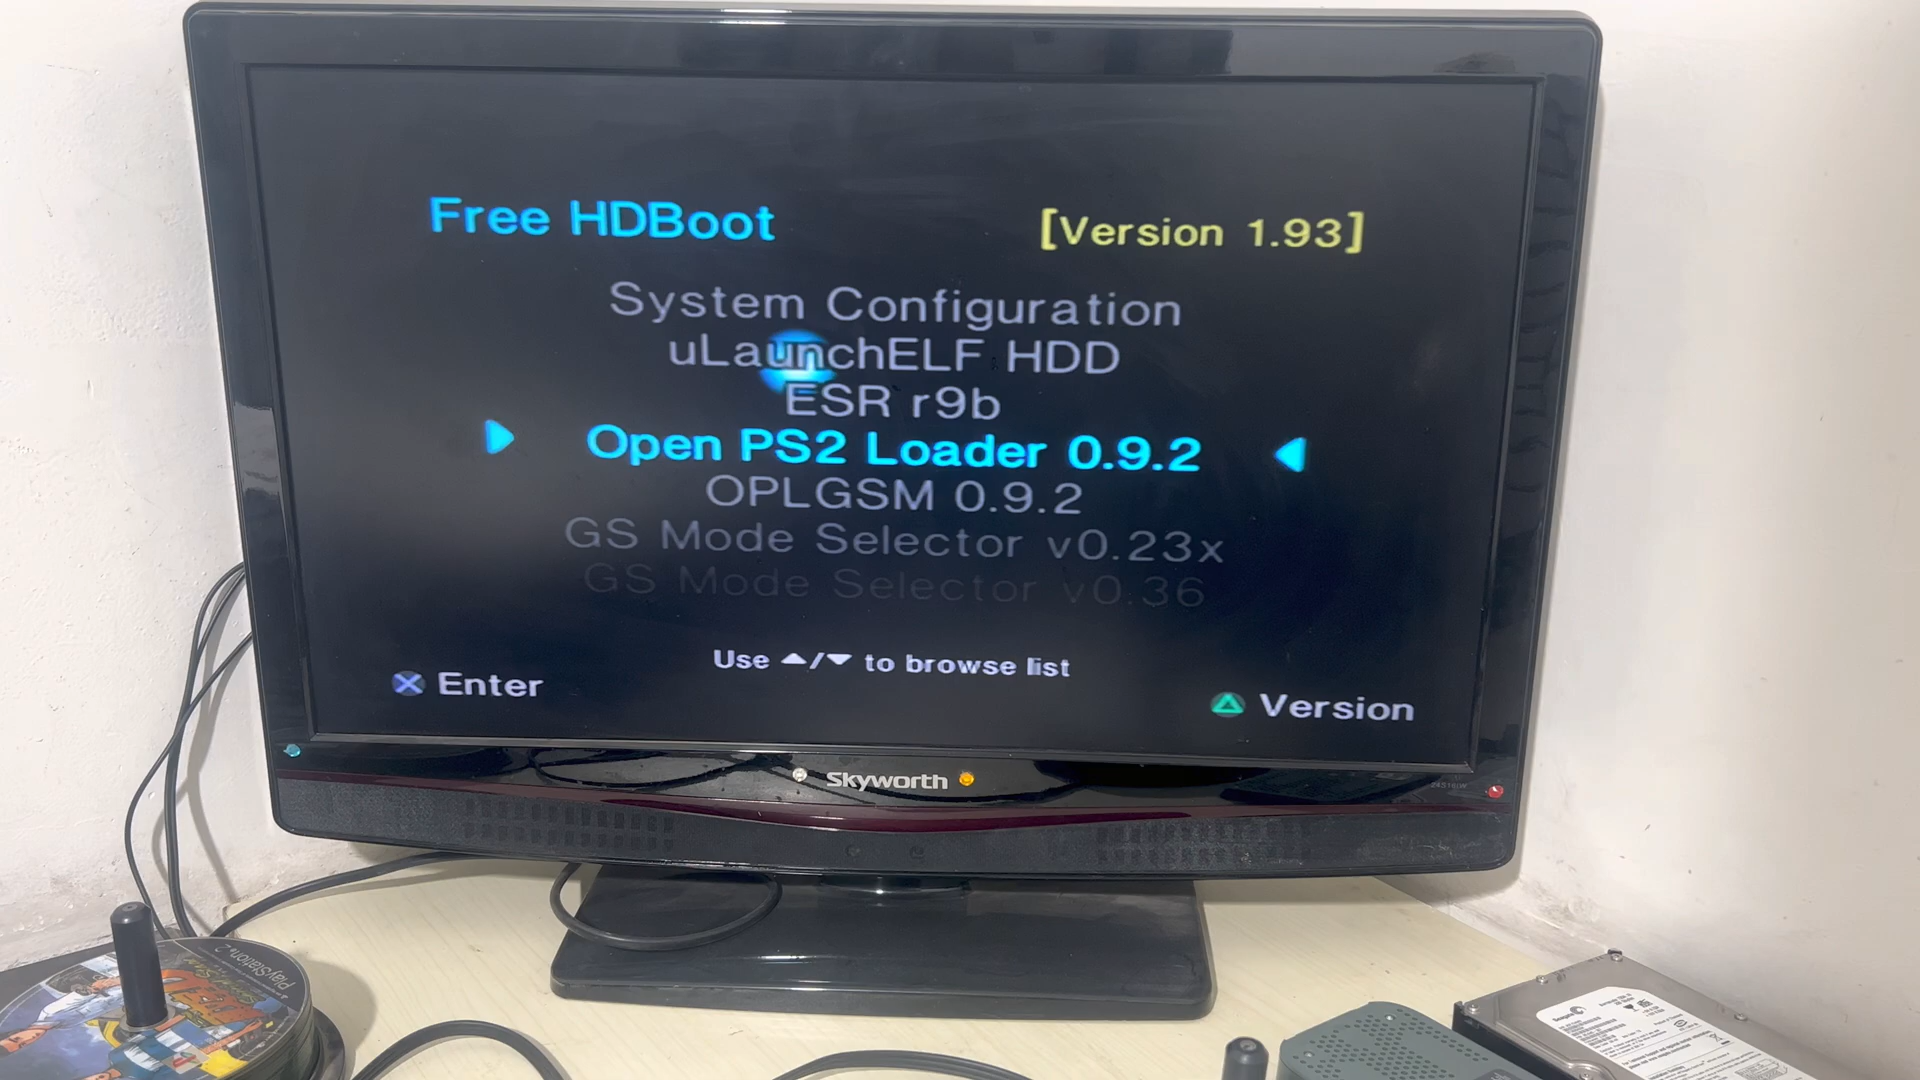 Free HDBoot
[Version 1.93]
System Configuration
uLaunchELF HDD
ESR r9b
Open PS2 Loader 0.9.2
OPLGSM 0.9.2
GS Mode Selector v0.23x
GS Mode Selector v0.36
Use ▲/▼ to browse list
Enter
Version
Skyworth
PlayStation 2
Seagate